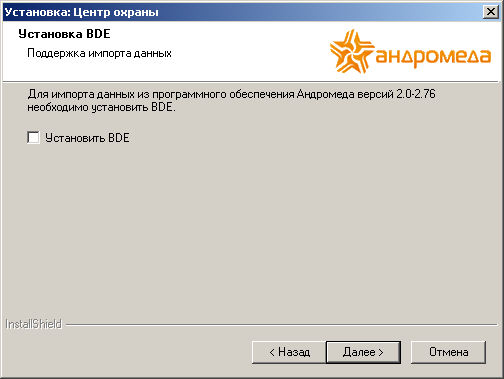 Установка: Центр охраны
Установка BDE
Поддержка импорта данных
андромеда
Для импорта данных из программного обеспечения Андромеда версий 2.0-2.76
необходимо установить BDE.
Установить BDE
InstallShield
< Назад
Далее >
Отмена